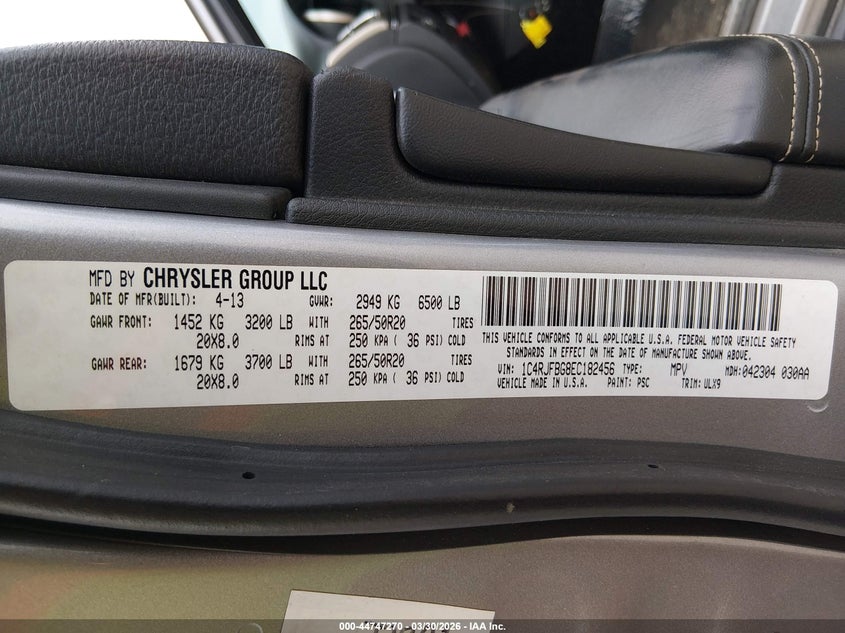 MFD BY CHRYSLER GROUP LLC
DATE OF MFR(BUILT): 4-13 GVWR: 2949 KG 6500 LB
GAWR FRONT: 1452 KG 3200 LB WITH 265/50R20 TIRES
20X8.0 RIMS AT 250 KPA ( 36 PSI) COLD
GAWR REAR: 1679 KG 3700 LB WITH 265/50R20 TIRES
20X8.0 RIMS AT 250 KPA ( 36 PSI) COLD
THIS VEHICLE CONFORMS TO ALL APPLICABLE U.S.A. FEDERAL MOTOR VEHICLE SAFETY
STANDARDS IN EFFECT ON THE DATE OF MANUFACTURE SHOWN ABOVE.
VIN: 1C4RJFBG8EC182456 TYPE: MPV MDH: 042304 030AA
VEHICLE MADE IN U.S.A. PAINT: PSC TRIM: ULX9
000-44747270 - 03/30/2026 - IAA Inc.